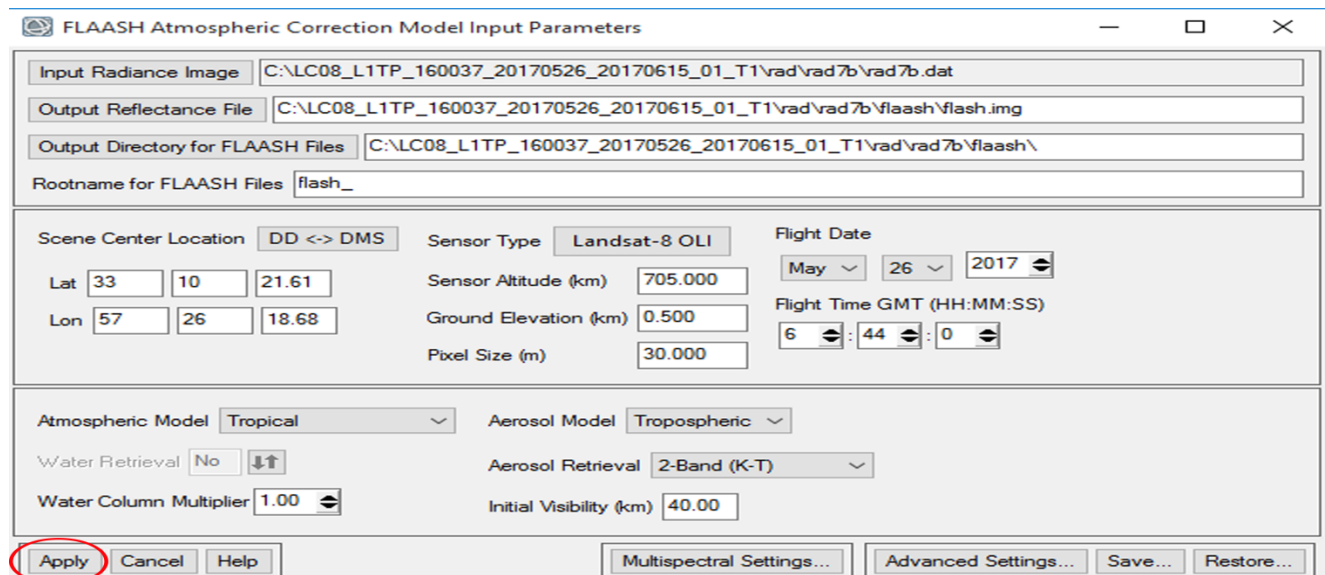 FLAASH Atmospheric Correction Model Input Parameters
Input Radiance Image C:\LC08_L1TP_160037_20170526_20170615_01_T1\rad\rad7b\rad7b.dat
Output Reflectance File C:\LC08_L1TP_160037_20170526_20170615_01_T1\rad\rad7b\flaash\flash.img
Output Directory for FLAASH Files C:\LC08_L1TP_160037_20170526_20170615_01_T1\rad\rad7b\flaash\
Rootname for FLAASH Files flash_
Scene Center Location DD <-> DMS
Lat 33 10 21.61
Lon 57 26 18.68
Sensor Type Landsat-8 OLI
Sensor Altitude (km) 705.000
Ground Elevation (km) 0.500
Pixel Size (m) 30.000
Flight Date
May 26 2017
Flight Time GMT (HH:MM:SS)
6 : 44 : 0
Atmospheric Model Tropical
Water Retrieval No
Water Column Multiplier 1.00
Aerosol Model Tropospheric
Aerosol Retrieval 2-Band (K-T)
Initial Visibility (km) 40.00
Apply Cancel Help Multispectral Settings... Advanced Settings... Save... Restore...